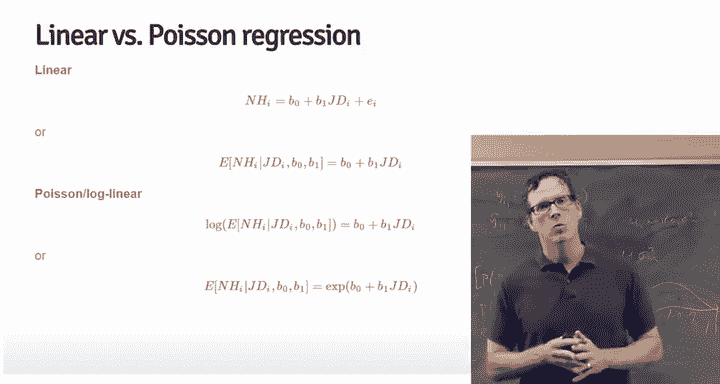 Linear vs. Poisson regression
Linear
NH_i = b_0 + b_1 JD_i + e_i
or
E[NH_i | JD_i, b_0, b_1] = b_0 + b_1 JD_i
Poisson/log-linear
log(E[NH_i | JD_i, b_0, b_1]) = b_0 + b_1 JD_i
or
E[NH_i | JD_i, b_0, b_1] = exp(b_0 + b_1 JD_i)